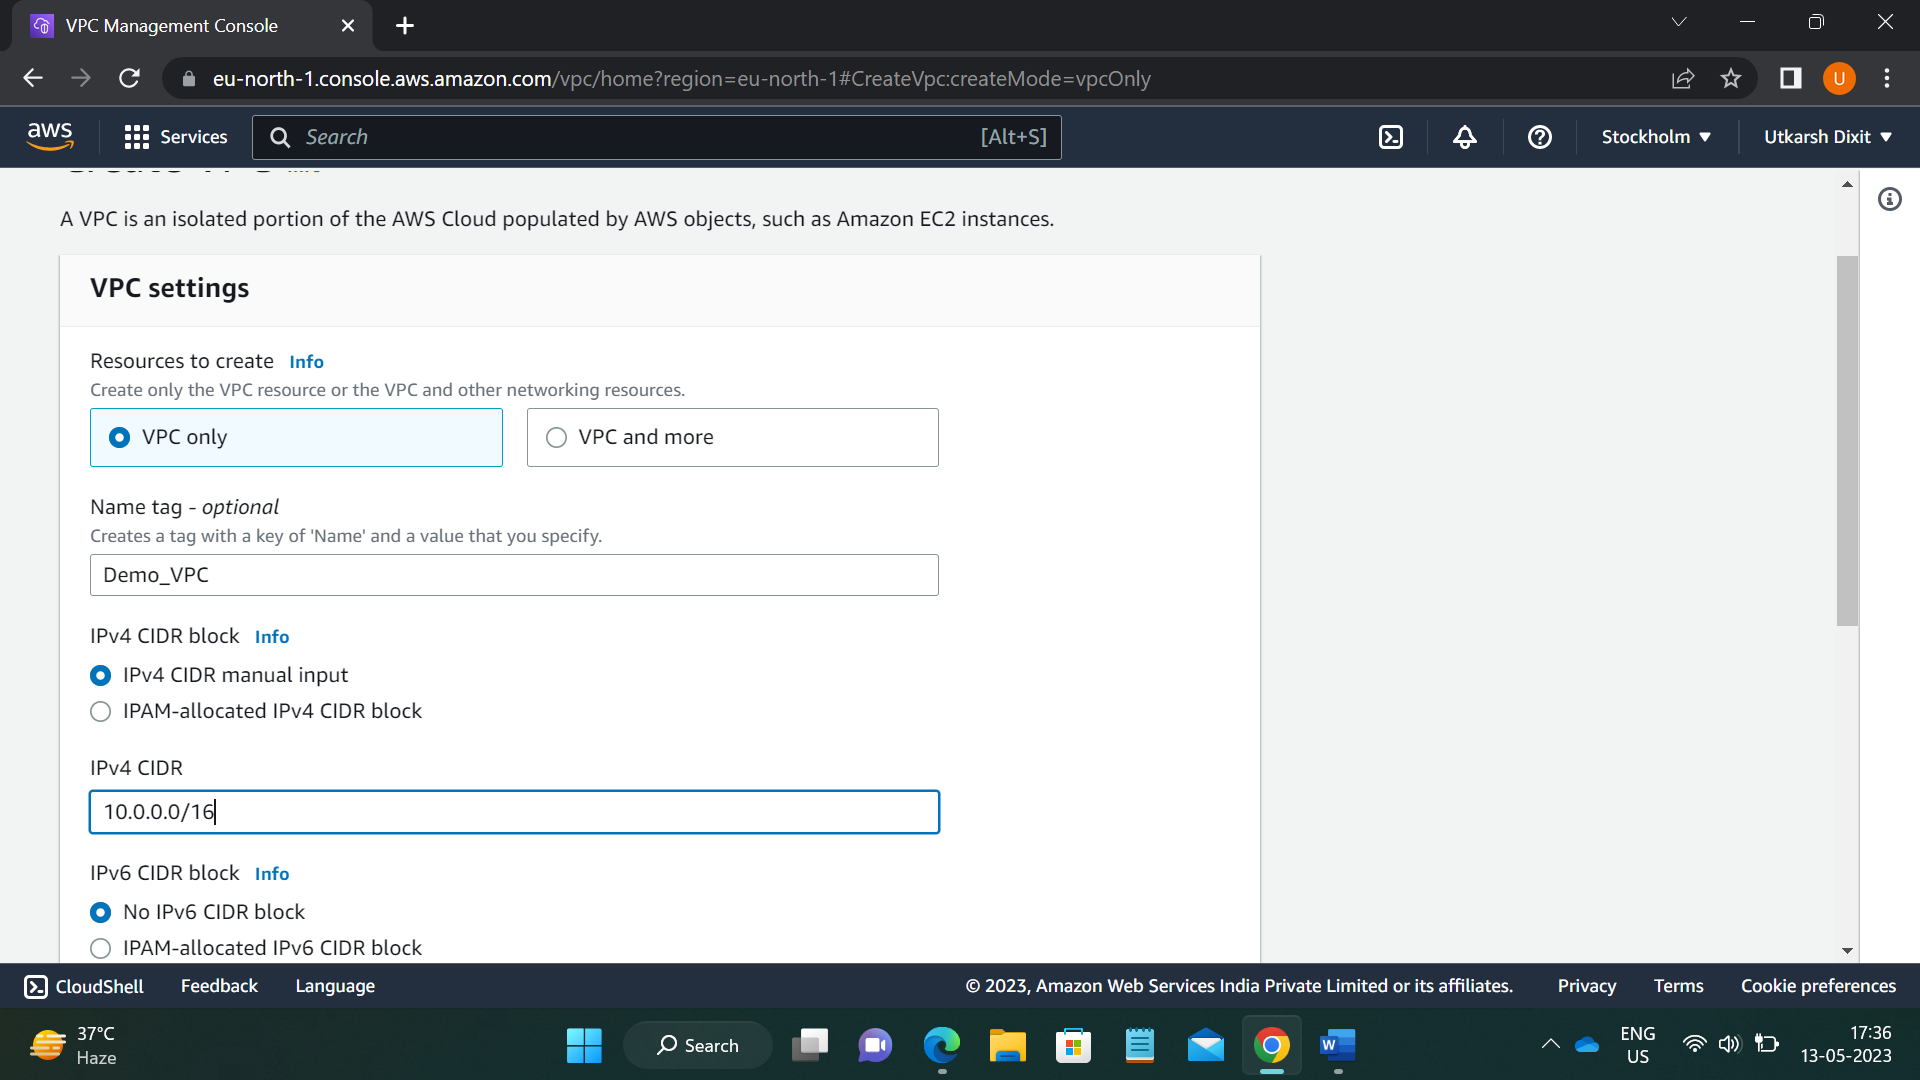 VPC Management Console
eu-north-1.console.aws.amazon.com/vpc/home?region=eu-north-1#CreateVpc:createMode=vpcOnly
U
aws
Services
Search
[Alt+S]
Stockholm
Utkarsh Dixit
A VPC is an isolated portion of the AWS Cloud populated by AWS objects, such as Amazon EC2 instances.
VPC settings
Resources to create Info
Create only the VPC resource or the VPC and other networking resources.
VPC only
VPC and more
Name tag - optional
Creates a tag with a key of 'Name' and a value that you specify.
Demo_VPC
IPv4 CIDR block Info
IPv4 CIDR manual input
IPAM-allocated IPv4 CIDR block
IPv4 CIDR
10.0.0.0/16
IPv6 CIDR block Info
No IPv6 CIDR block
IPAM-allocated IPv6 CIDR block
CloudShell
Feedback
Language
© 2023, Amazon Web Services India Private Limited or its affiliates.
Privacy
Terms
Cookie preferences
37°C
Haze
Search
W
ENG
US
17:36
13-05-2023